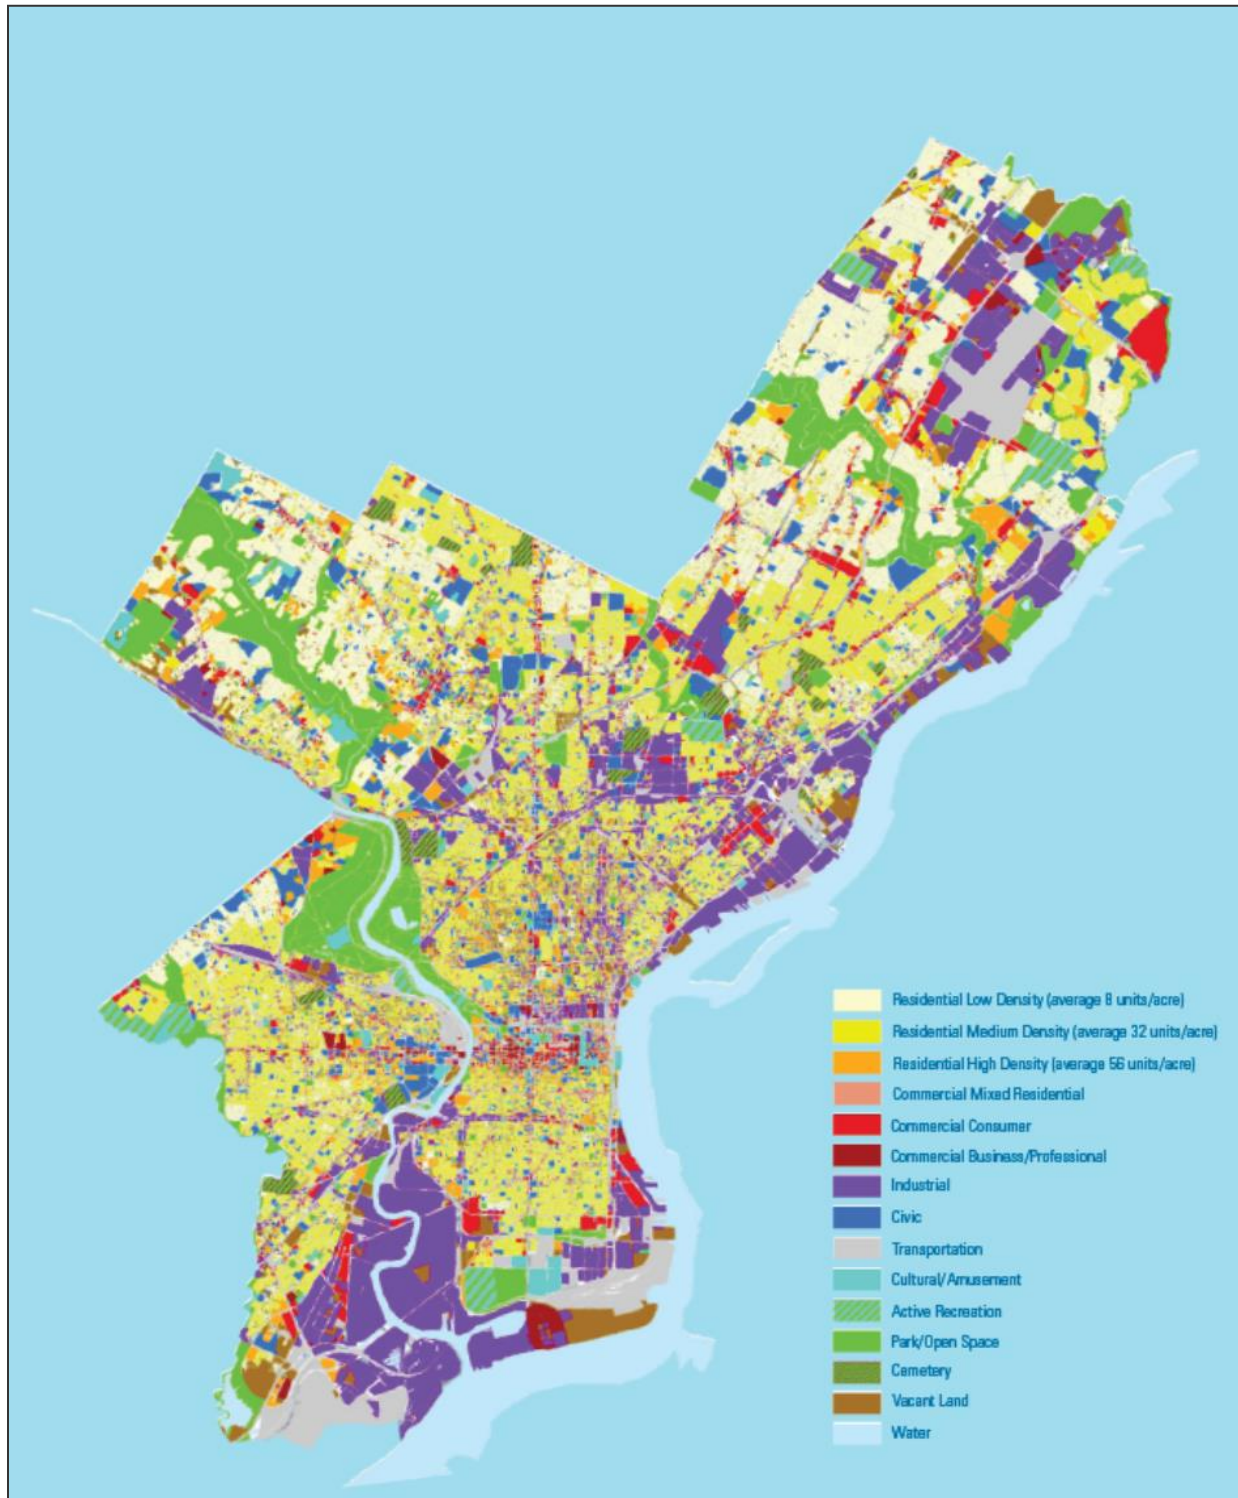 Residential Low Density (average 8 units/acre)
Residential Medium Density (average 32 units/acre)
Residential High Density (average 56 units/acre)
Commercial Mixed Residential
Commercial Consumer
Commercial Business/Professional
Industrial
Civic
Transportation
Cultural/Amusement
Active Recreation
Park/Open Space
Cemetery
Vacant Land
Water